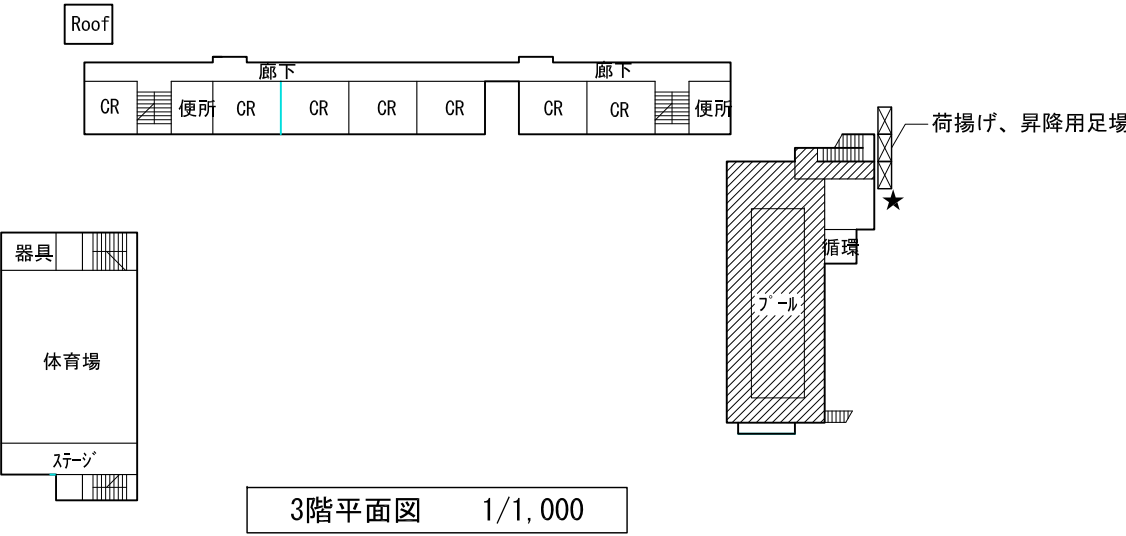 Roof
廊下
廊下
CR
便所
CR
CR
CR
CR
CR
CR
便所
荷揚げ、昇降用足場
★
器具
循環
プール
体育場
ステージ
3階平面図 1/1,000